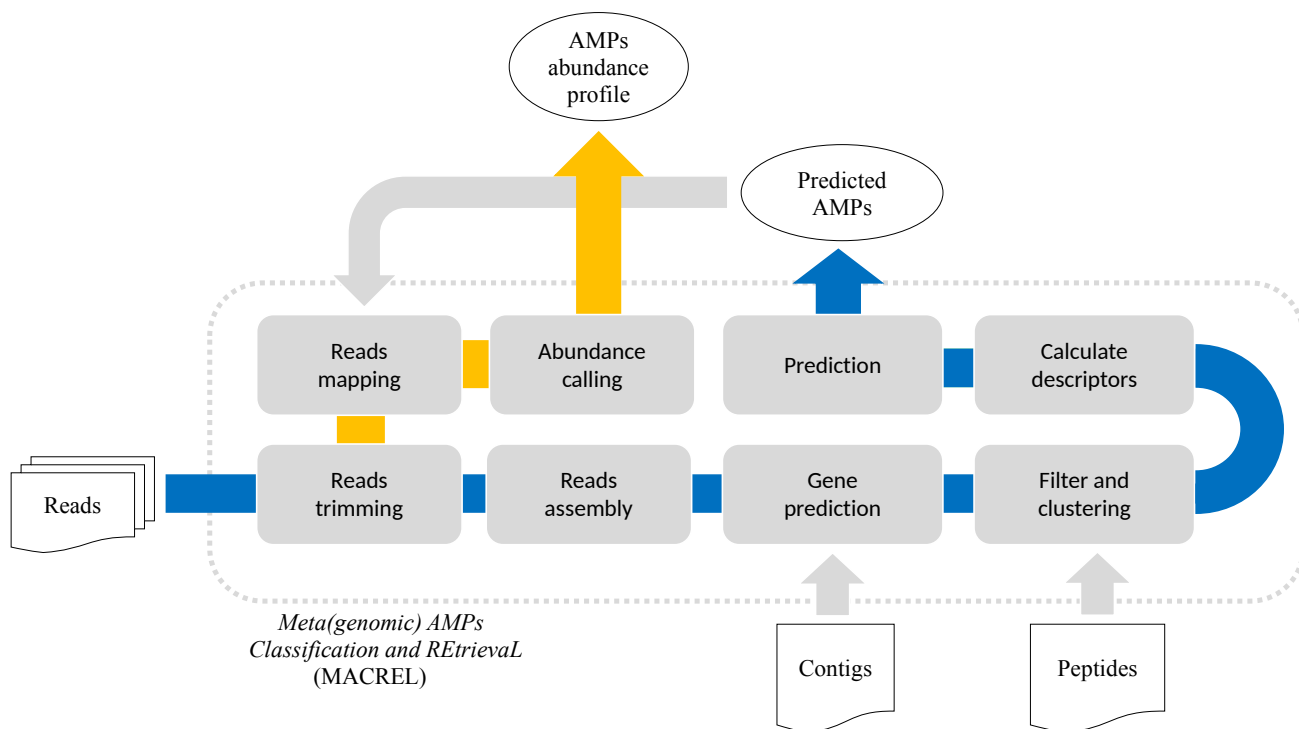 AMPs
abundance
profile
Predicted
AMPs
Reads
mapping
Abundance
calling
Prediction
Calculate
descriptors
Reads
Reads
trimming
Reads
assembly
Gene
prediction
Filter and
clustering
Meta(genomic) AMPs
Classification and REtrievaL
(MACREL)
Contigs
Peptides